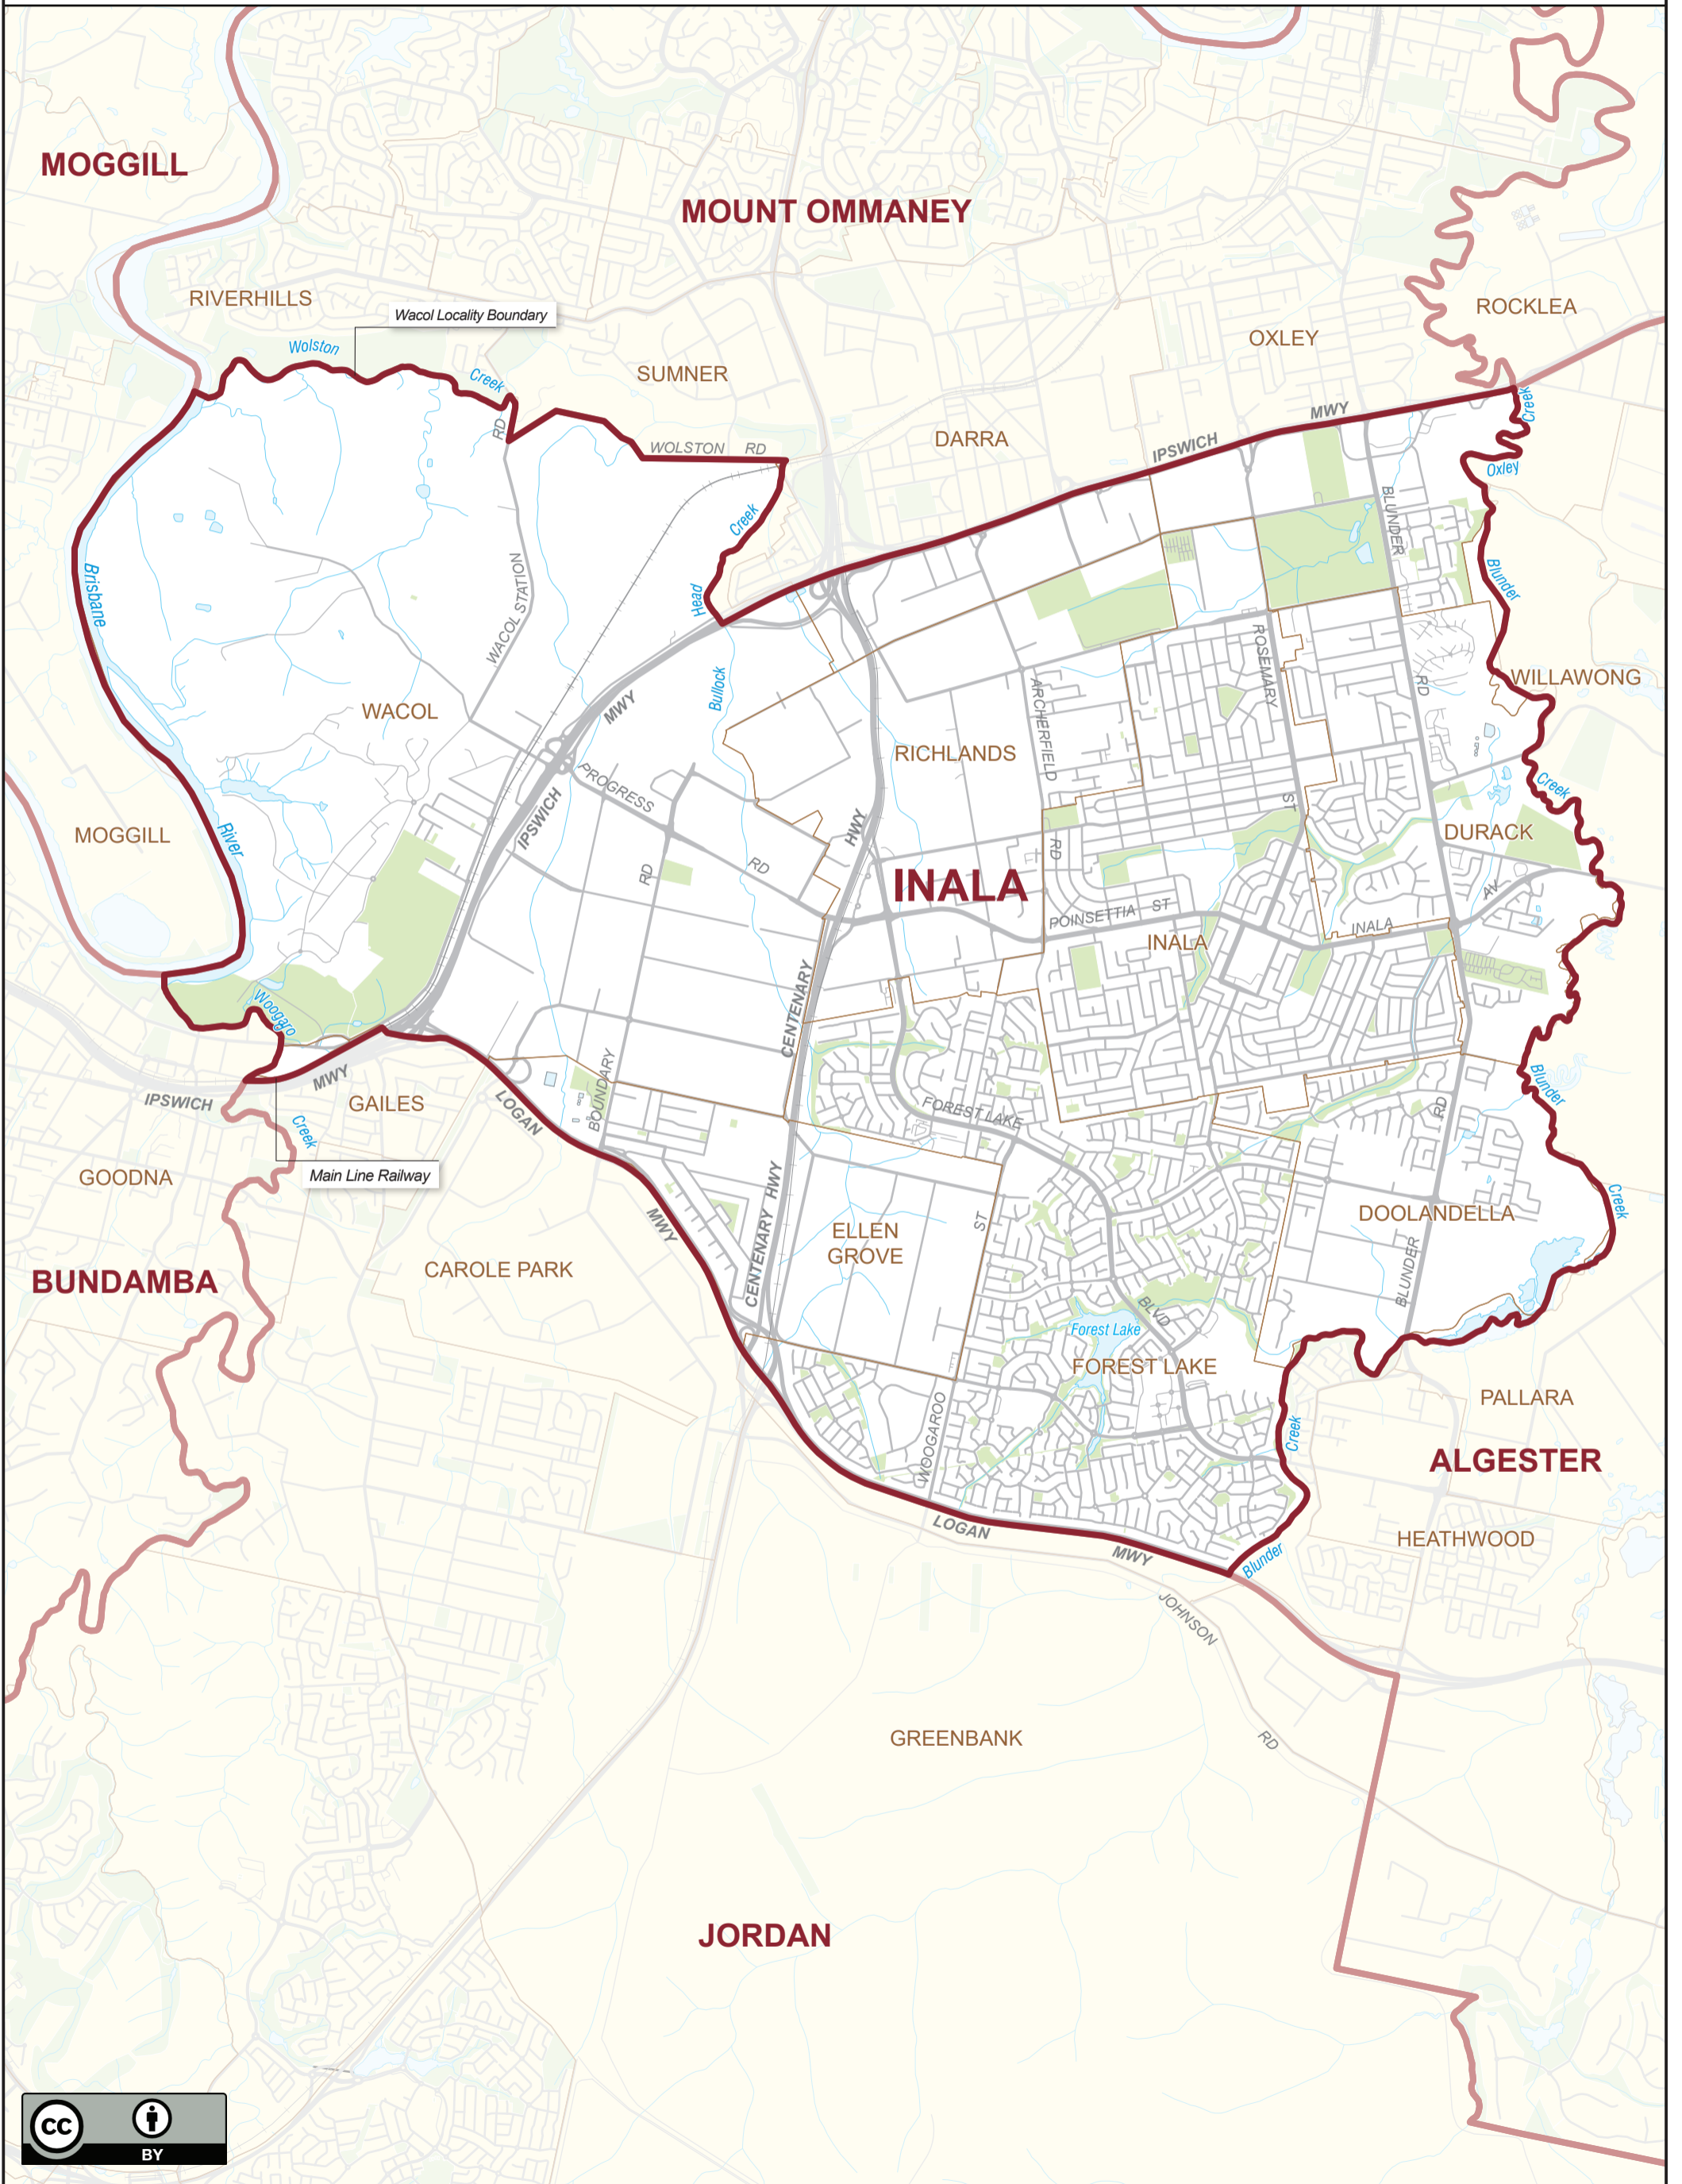 MOGGILL
MOUNT OMMANEY
RIVERHILLS
Wacol Locality Boundary
ROCKLEA
OXLEY
Wolston
Creek
SUMNER
RD
WOLSTON RD
DARRA
IPSWICH
MWY
Creek
Oxley
BLUNDER
Creek
Head
Brisbane
WACOL STATION
Blunder
Bullock
ROSEMARY
RD
WILLAWONG
WACOL
MWY
ARCHERFIELD
RICHLANDS
PROGRESS
IPSWICH
Creek
ST
HWY
MOGGILL
River
DURACK
RD
RD
RD
INALA
AV
POINSETTIA ST
INALA
INALA
CENTENARY
Woogaro
BOUNDARY
MWY
IPSWICH
GAILES
LOGAN
FOREST LAKE
Blunder
RD
Creek
GOODNA
Main Line Railway
CENTENARY HWY
MWY
ST
ELLEN
GROVE
DOOLANDELLA
Creek
BUNDAMBA
CAROLE PARK
BLUNDER
BLVD
Forest Lake
FOREST LAKE
PALLARA
Creek
WOOGAROO
ALGESTER
LOGAN
MWY
HEATHWOOD
Blunder
JOHNSON
RD
GREENBANK
JORDAN
cc
BY